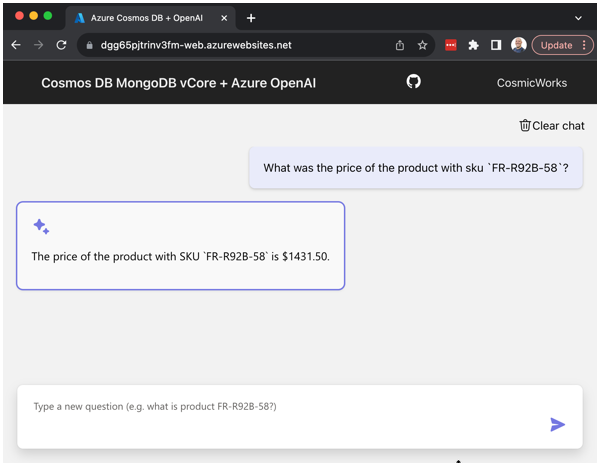 Azure Cosmos DB + OpenAI
dgg65pjtrinv3fm-web.azurewebsites.net
Update
Cosmos DB MongoDB vCore + Azure OpenAI
CosmicWorks
Clear chat
What was the price of the product with sku `FR-R92B-58`?
The price of the product with SKU `FR-R92B-58` is $1431.50.
Type a new question (e.g. what is product FR-R92B-58?)